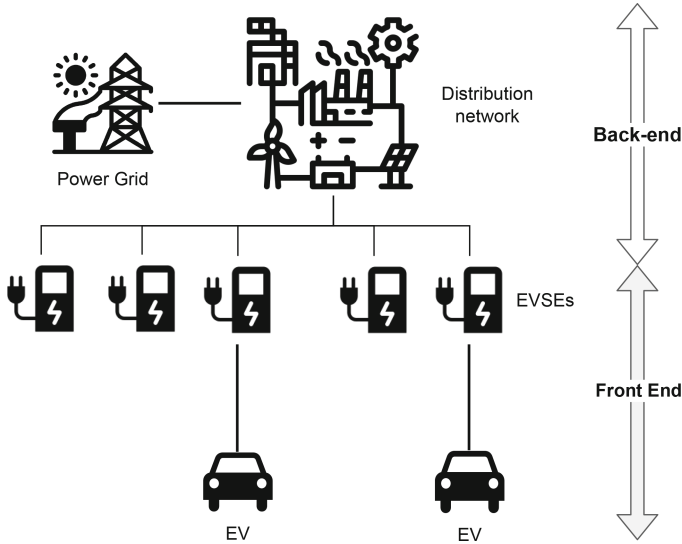 Distribution
network
Back-end
Power Grid
EVSEs
Front End
EV
EV